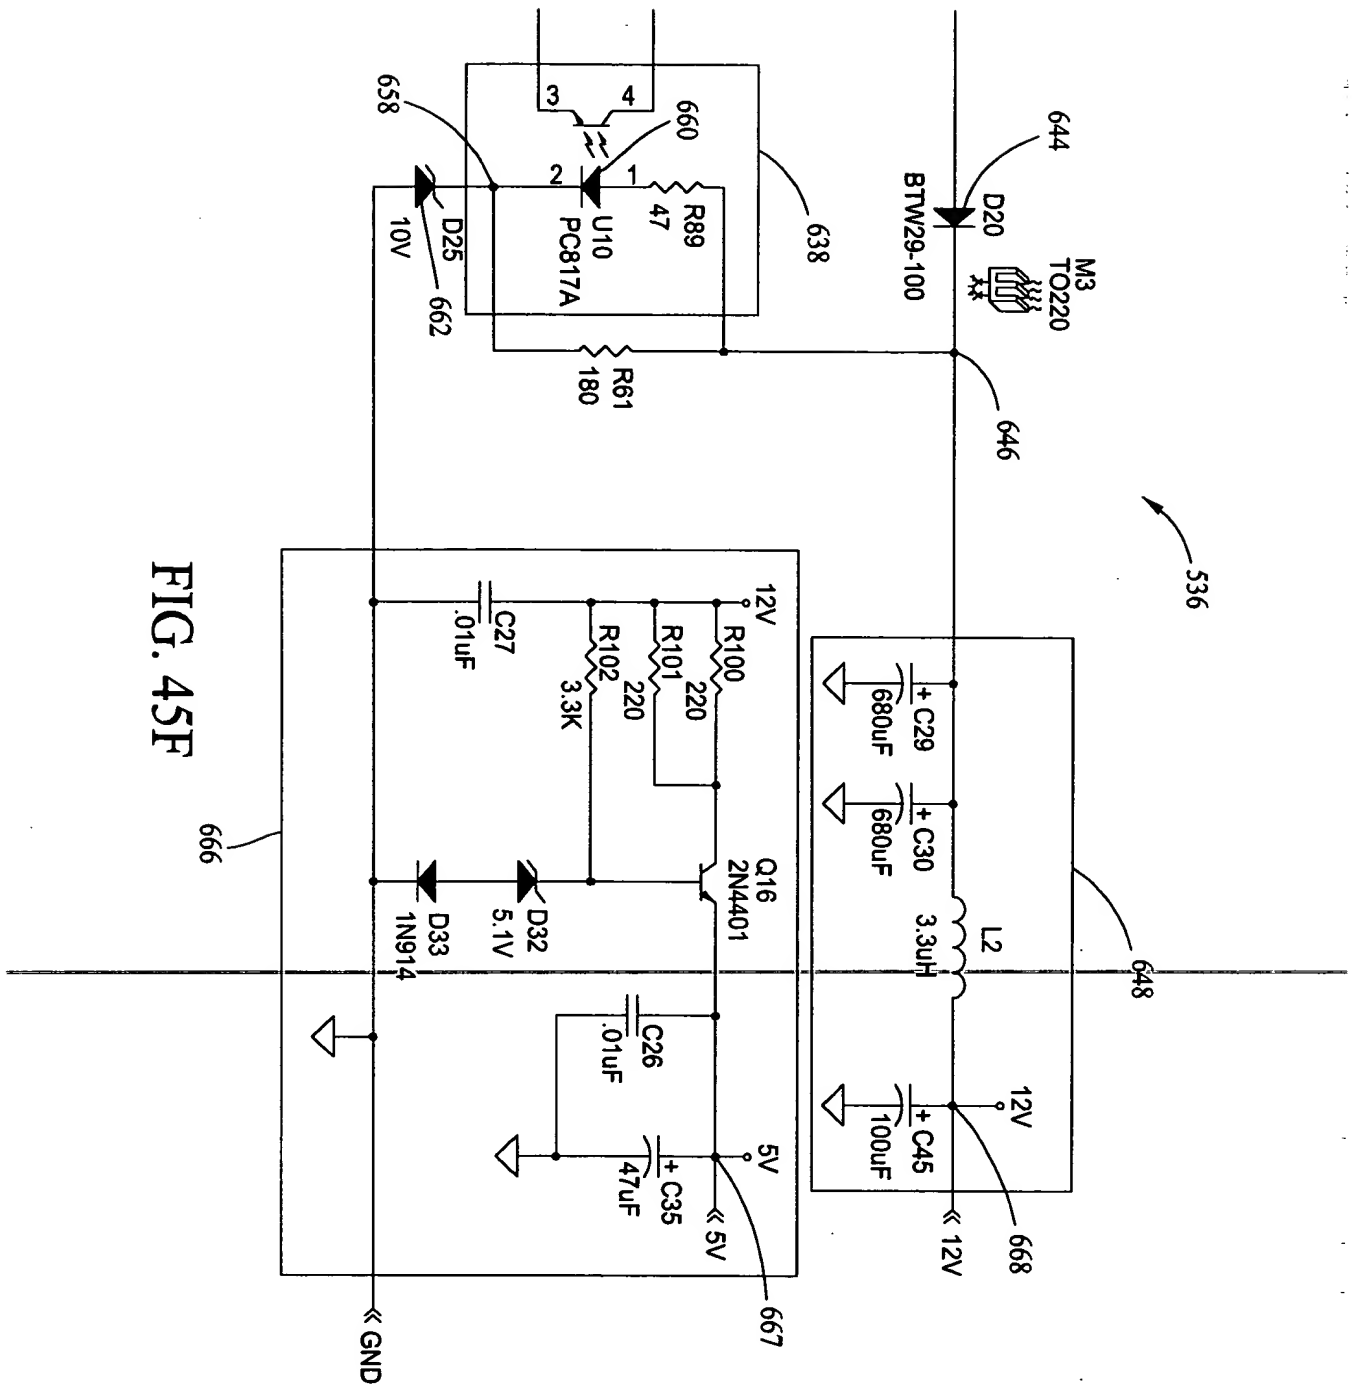 536
644
D20
BTW29-100
M3
TO220
646
648
C29
+
680uF
C30
+
680uF
L2
3.3uH
12V
+
C45
100uF
<< 12V
668
638
660
4
3
1
2
R89
47
U10
PC817A
658
D25
10V
662
R61
180
12V
R100
220
R101
220
R102
3.3K
C27
.01uF
Q16
2N4401
D32
5.1V
D33
1N914
C26
.01uF
5V
+
C35
47uF
<< 5V
667
666
<< GND
FIG. 45F